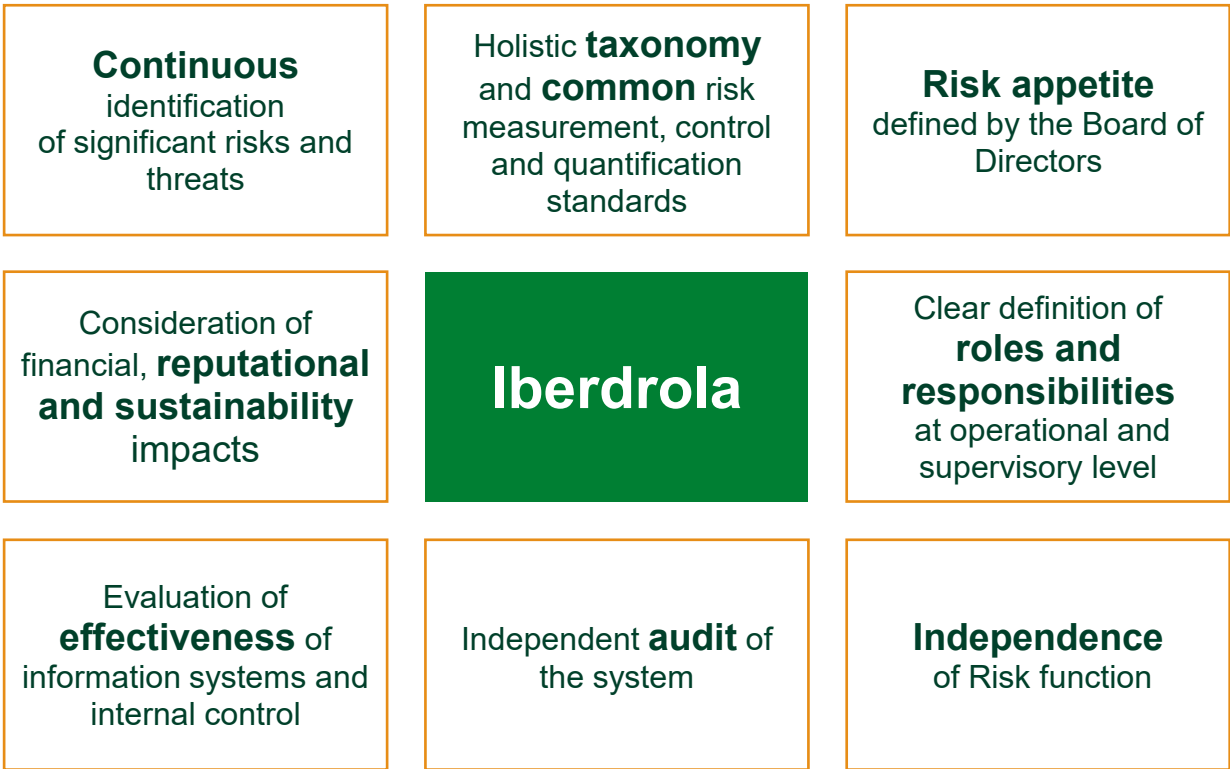 Continuous
identification
of significant risks and
threats
Holistic taxonomy
and common risk
measurement, control
and quantification
standards
Risk appetite
defined by the Board of
Directors
Consideration of
financial, reputational
and sustainability
impacts
Iberdrola
Clear definition of
roles and
responsibilities
at operational and
supervisory level
Evaluation of
effectiveness of
information systems and
internal control
Independent audit of
the system
Independence
of Risk function